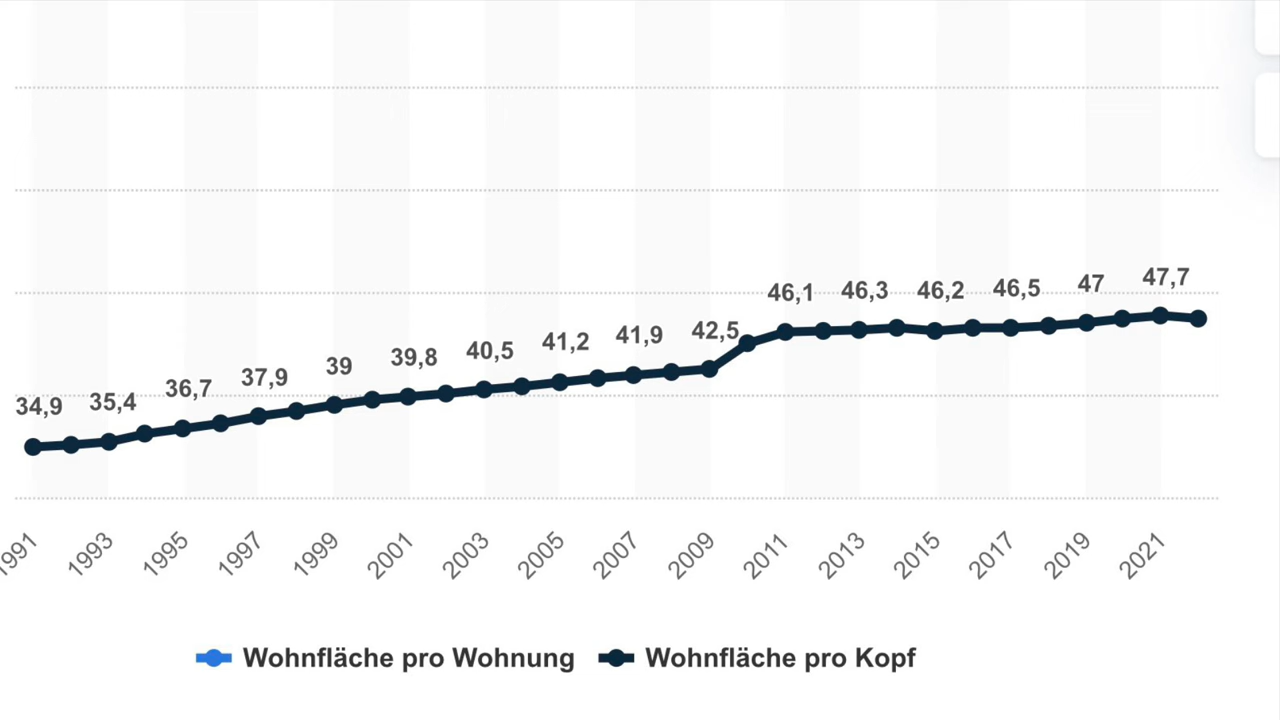 34,9 35,4 36,7 37,9 39 39,8 40,5 41,2 41,9 42,5 46,1 46,3 46,2 46,5 47 47,7
1991 1993 1995 1997 1999 2001 2003 2005 2007 2009 2011 2013 2015 2017 2019 2021
Wohnfläche pro Wohnung Wohnfläche pro Kopf